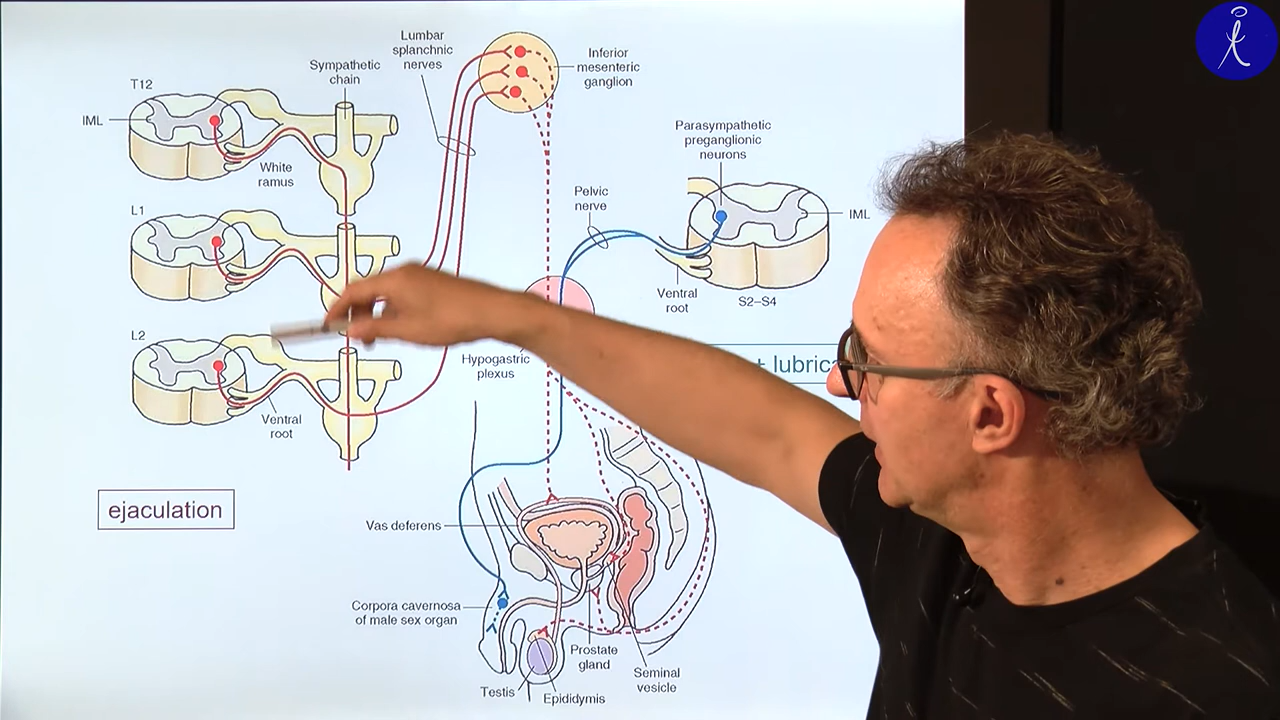 Lumbar
splanchnic
nerves
Inferior
mesenteric
ganglion
Sympathetic
chain
T12
IML
White
ramus
Parasympathetic
preganglionic
neurons
Pelvic
nerve
IML
L1
Ventral
root
S2–S4
L2
Hypogastric
plexus
+ lubrica
Ventral
root
ejaculation
Vas deferens
Corpora cavernosa
of male sex organ
Prostate
gland
Seminal
vesicle
Testis
Epididymis